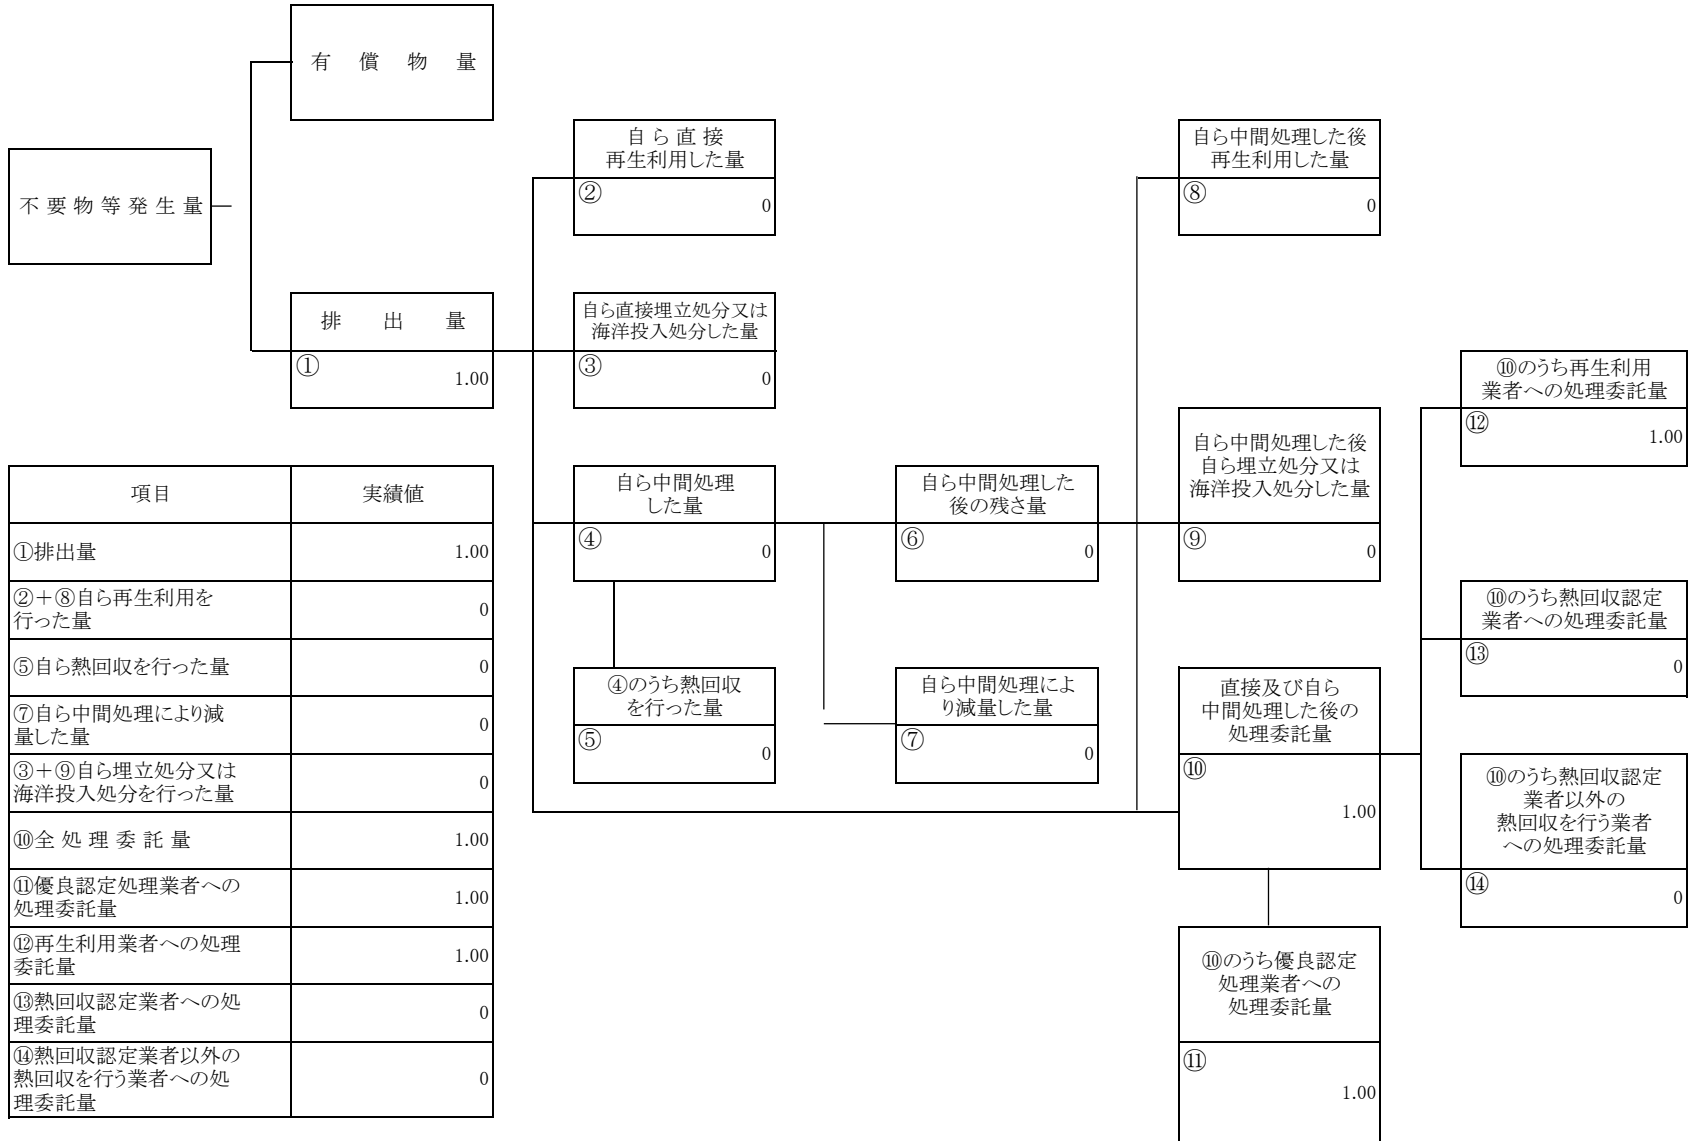 有 償 物 量
不 要 物 等 発 生 量
排 出 量
①
1.00
自 ら 直 接
再生利用した量
②
0
自ら直接埋立処分又は
海洋投入処分した量
③
0
自ら中間処理
した量
④
0
④のうち熱回収
を行った量
⑤
0
自ら中間処理した
後の残さ量
⑥
0
自ら中間処理によ
り減量した量
⑦
0
自ら中間処理した後
再生利用した量
⑧
0
自ら中間処理した後
自ら埋立処分又は
海洋投入処分した量
⑨
0
直接及び自ら
中間処理した後の
処理委託量
⑩
1.00
⑩のうち優良認定
処理業者への
処理委託量
⑪
1.00
⑩のうち再生利用
業者への処理委託量
⑫
1.00
⑩のうち熱回収認定
業者への処理委託量
⑬
0
⑩のうち熱回収認定
業者以外の
熱回収を行う業者
への処理委託量
⑭
0
項目 実績値
①排出量 1.00
②＋⑧自ら再生利用を
行った量 0
⑤自ら熱回収を行った量 0
⑦自ら中間処理により減
量した量 0
③＋⑨自ら埋立処分又は
海洋投入処分を行った量 0
⑩全 処 理 委 託 量 1.00
⑪優良認定処理業者への
処理委託量 1.00
⑫再生利用業者への処理
委託量 1.00
⑬熱回収認定業者への処
理委託量 0
⑭熱回収認定業者以外の
熱回収を行う業者への処
理委託量 0